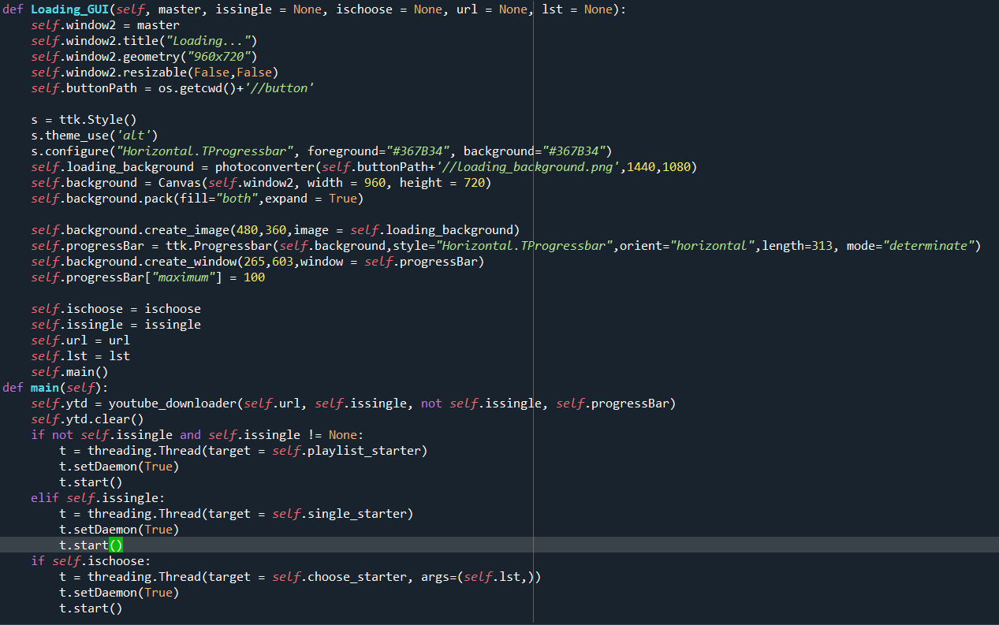 def Loading_GUI(self, master, issingle = None, ischoose = None, url = None, lst = None):
    self.window2 = master
    self.window2.title("Loading...")
    self.window2.geometry("960x720")
    self.window2.resizable(False,False)
    self.buttonPath = os.getcwd()+'//button'

    s = ttk.Style()
    s.theme_use('alt')
    s.configure("Horizontal.TProgressbar", foreground="#367B34", background="#367B34")
    self.loading_background = photoconverter(self.buttonPath+'//loading_background.png',1440,1080)
    self.background = Canvas(self.window2, width = 960, height = 720)
    self.background.pack(fill="both",expand = True)

    self.background.create_image(480,360,image = self.loading_background)
    self.progressBar = ttk.Progressbar(self.background,style="Horizontal.TProgressbar",orient="horizontal",length=313, mode="determinate")
    self.background.create_window(265,603,window = self.progressBar)
    self.progressBar["maximum"] = 100

    self.ischoose = ischoose
    self.issingle = issingle
    self.url = url
    self.lst = lst
    self.main()
def main(self):
    self.ytd = youtube_downloader(self.url, self.issingle, not self.issingle, self.progressBar)
    self.ytd.clear()
    if not self.issingle and self.issingle != None:
        t = threading.Thread(target = self.playlist_starter)
        t.setDaemon(True)
        t.start()
    elif self.issingle:
        t = threading.Thread(target = self.single_starter)
        t.setDaemon(True)
        t.start()
    if self.ischoose:
        t = threading.Thread(target = self.choose_starter, args=(self.lst,))
        t.setDaemon(True)
        t.start()